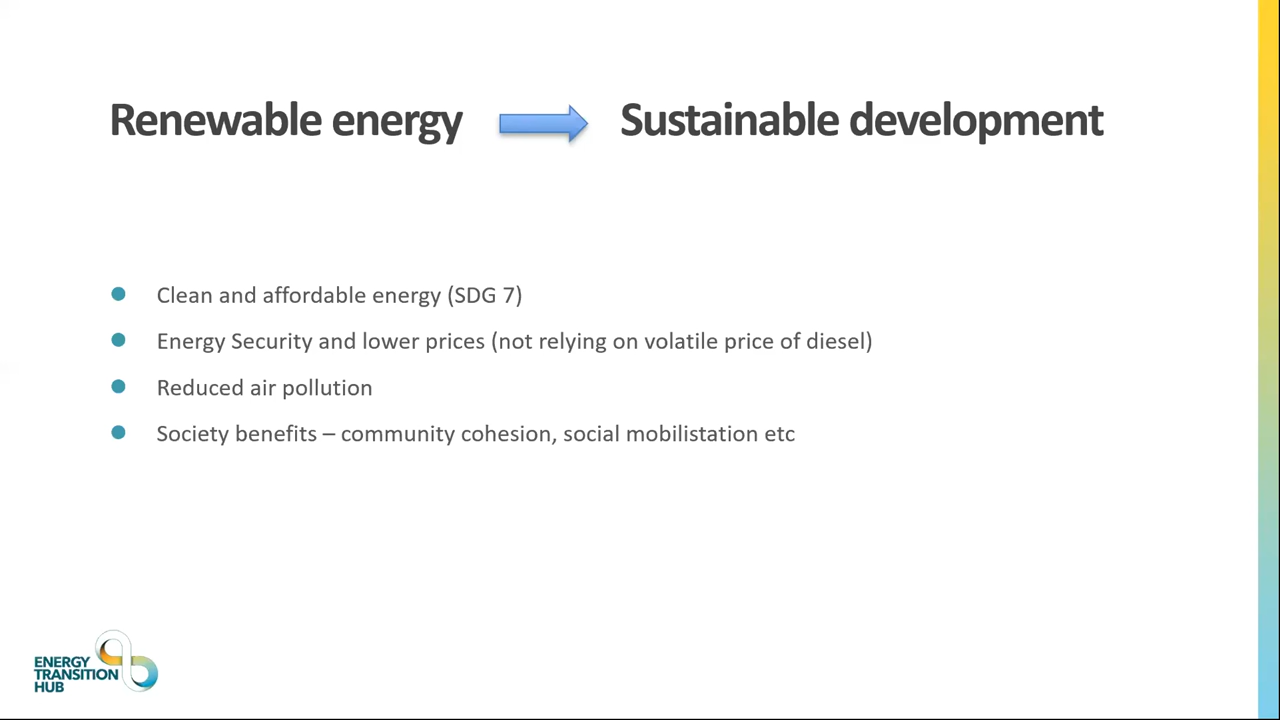 Renewable energy Sustainable development
Clean and affordable energy (SDG 7)
Energy Security and lower prices (not relying on volatile price of diesel)
Reduced air pollution
Society benefits – community cohesion, social mobilistation etc
ENERGY
TRANSITION
HUB